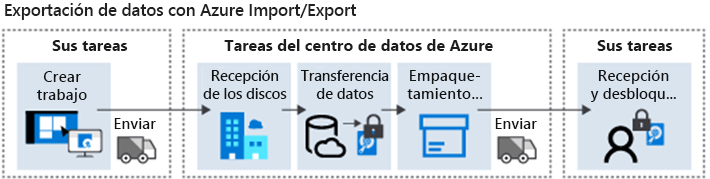 Exportación de datos con Azure Import/Export
Sus tareas
Crear
trabajo
Enviar
Tareas del centro de datos de Azure
Recepción
de los discos
Transferencia
de datos
Empaque-
tamiento...
Enviar
Sus tareas
Recepción
y desbloqu...